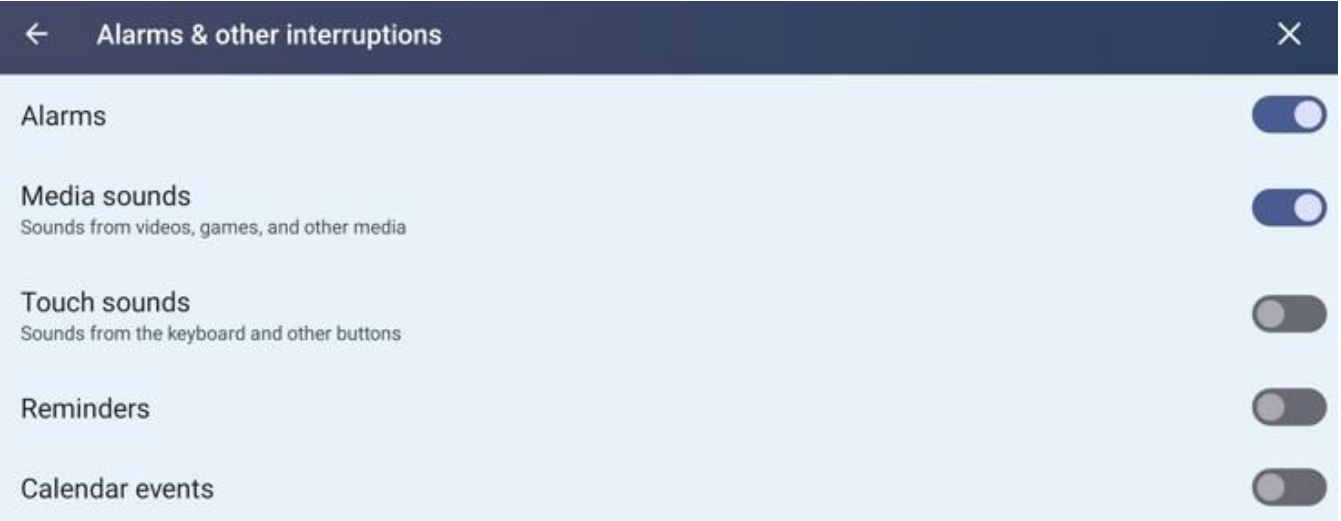 Alarms & other interruptions
Alarms
Media sounds
Sounds from videos, games, and other media
Touch sounds
Sounds from the keyboard and other buttons
Reminders
Calendar events